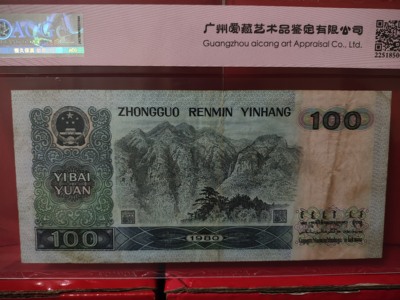 广州爱藏艺术品鉴定有限公司
Guangzhou aicang art Appraisal Co., Ltd.
2251850
ZHONGGUO RENMIN YINHANG
100
YIBAI
YUAN
100
1980